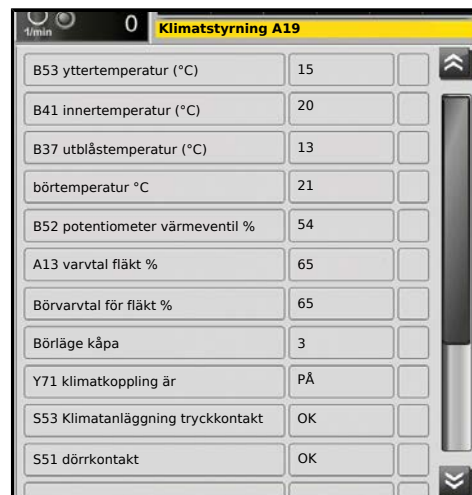 1/min 0 Klimatstyrning A19
B53 yttertemperatur (°C) 15
B41 innertemperatur (°C) 20
B37 utblåstemperatur (°C) 13
börtemperatur °C 21
B52 potentiometer värmeventil % 54
A13 varvtal fläkt % 65
Börvarvtal för fläkt % 65
Börläge kåpa 3
Y71 klimatkoppling är PÅ
S53 Klimatanläggning tryckkontakt OK
S51 dörrkontakt OK